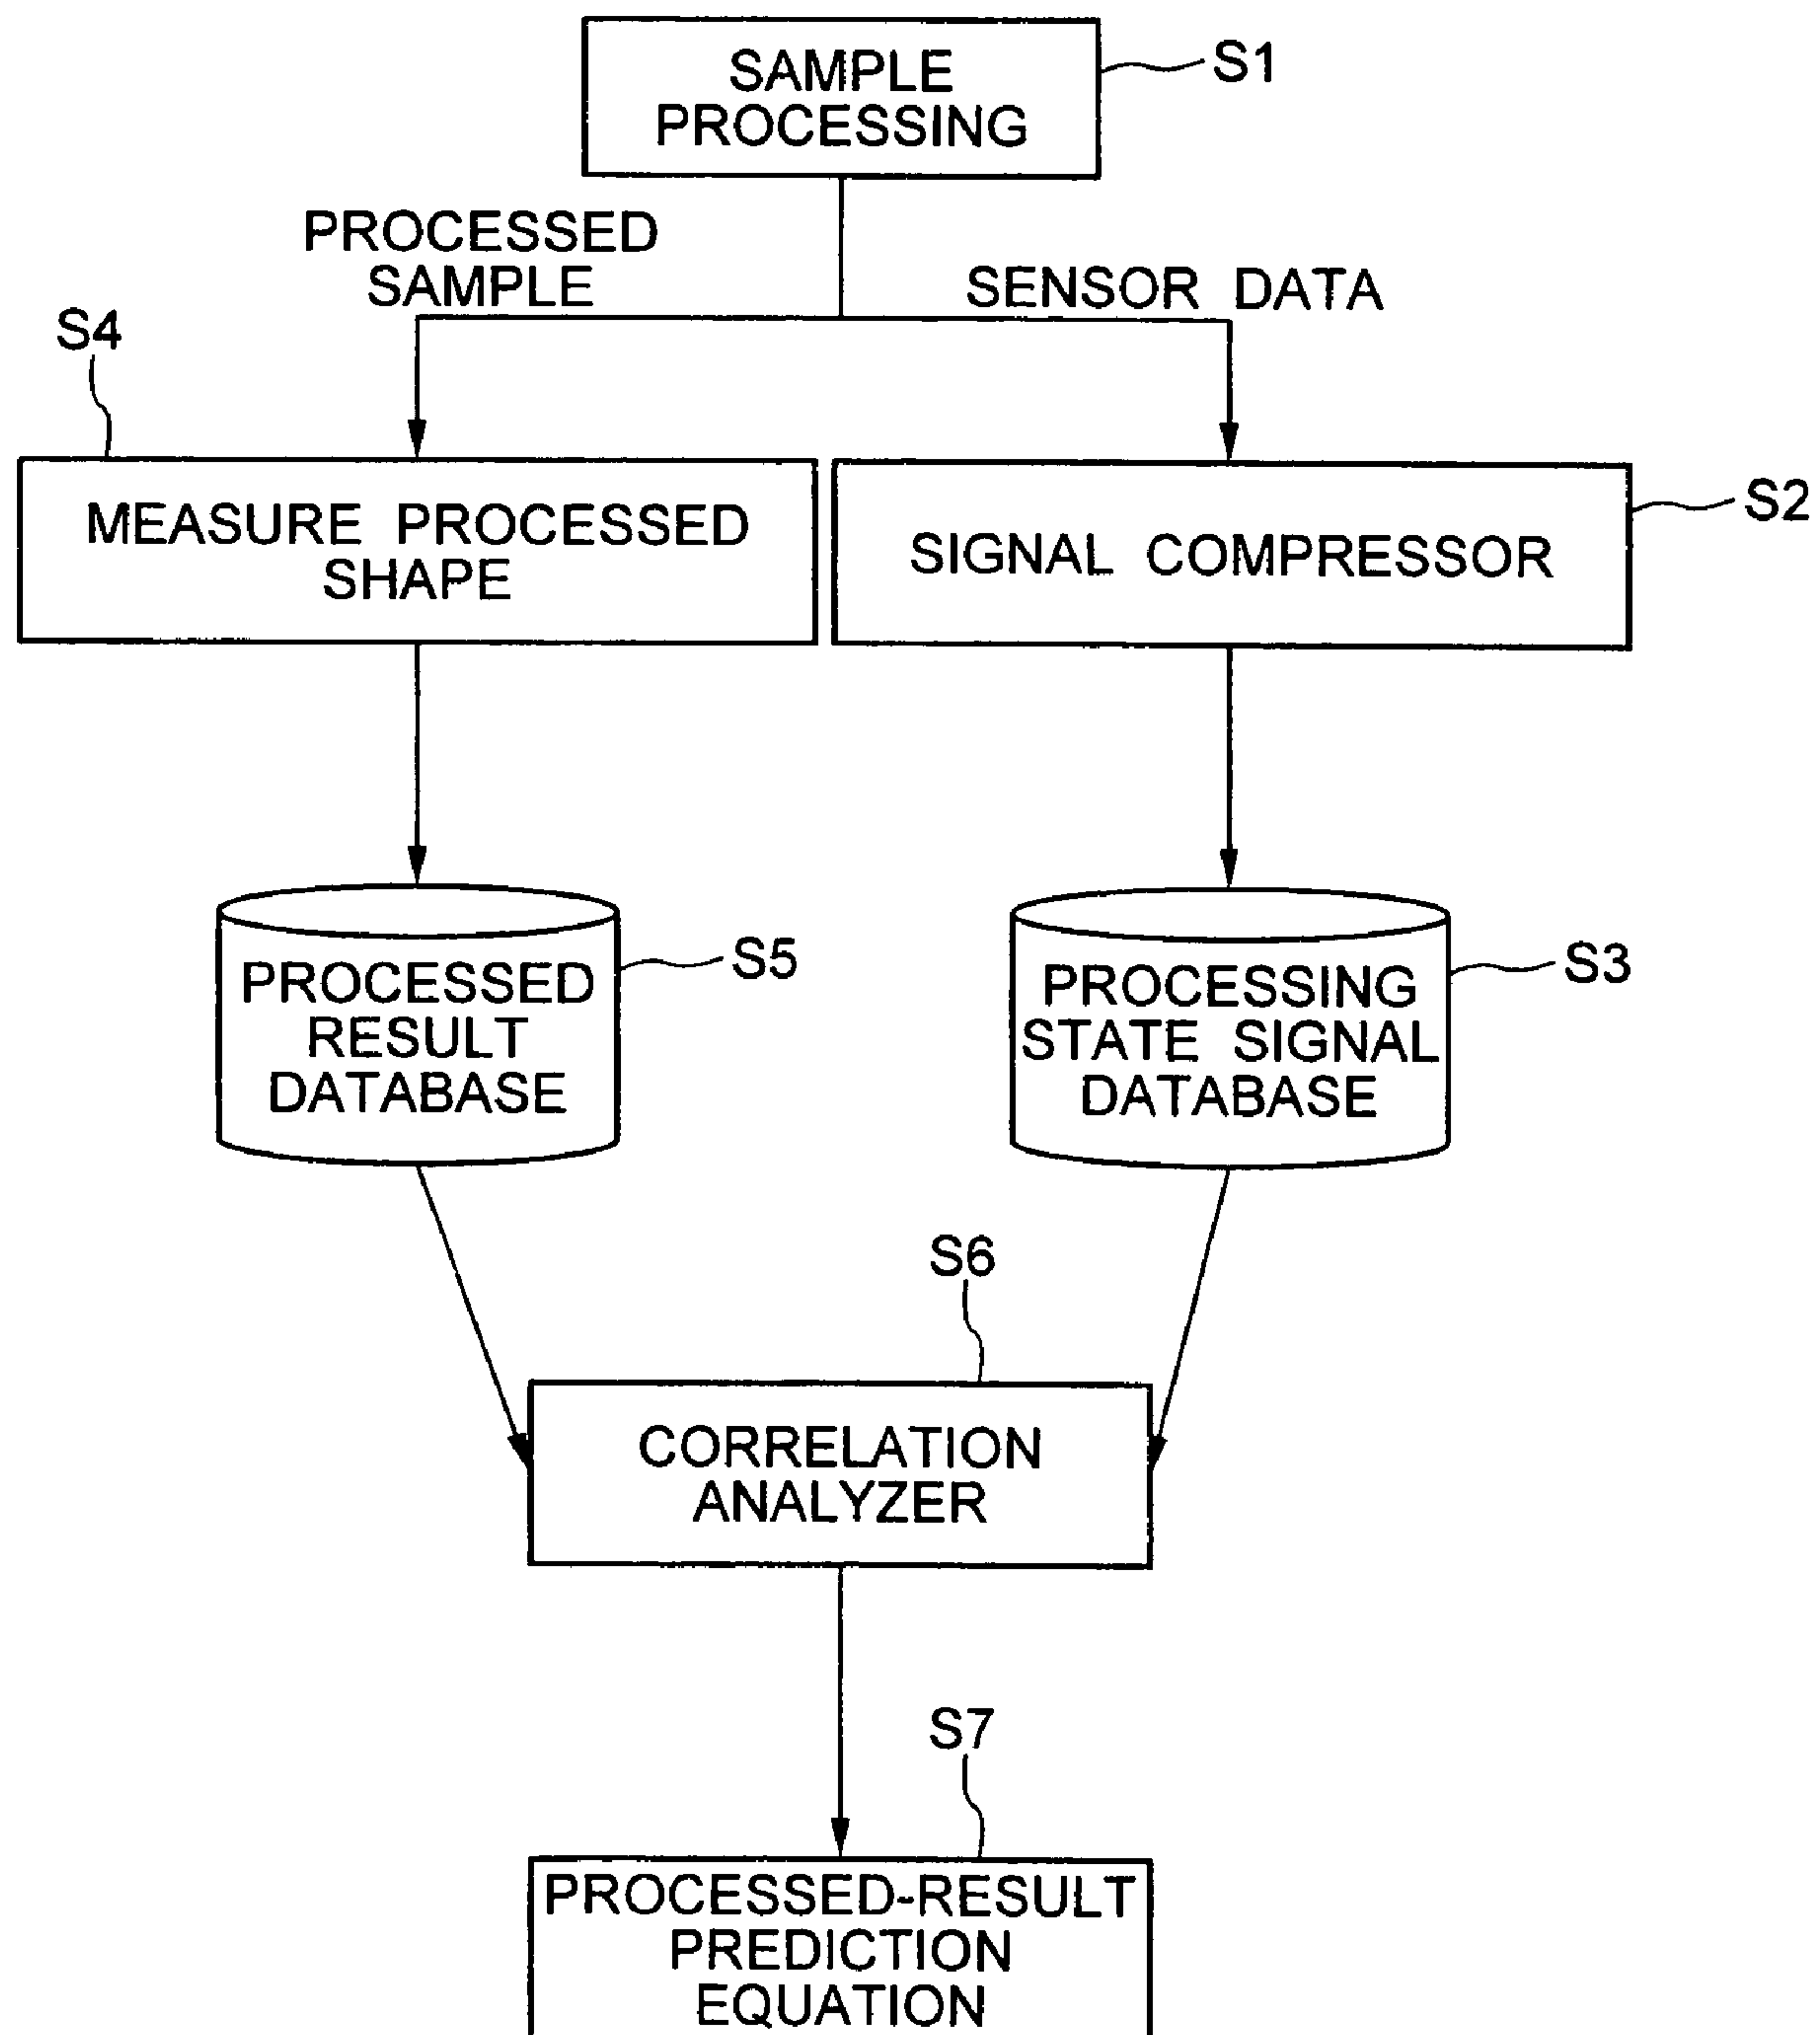 SAMPLE
PROCESSING
S1
PROCESSED
SAMPLE
SENSOR DATA
S4
MEASURE PROCESSED
SHAPE
SIGNAL COMPRESSOR
S2
PROCESSED
RESULT
DATABASE
S5
PROCESSING
STATE SIGNAL
DATABASE
S3
S6
CORRELATION
ANALYZER
S7
PROCESSED-RESULT
PREDICTION
EQUATION